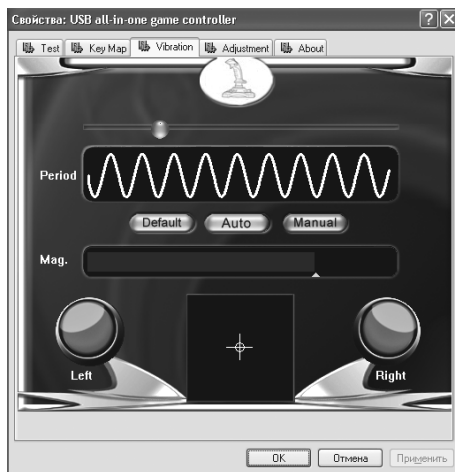 Свойства: USB all-in-one game controller
Test Key Map Vibration Adjustment About
Period
Default Auto Manual
Mag.
Left Right
OK Отмена Применить